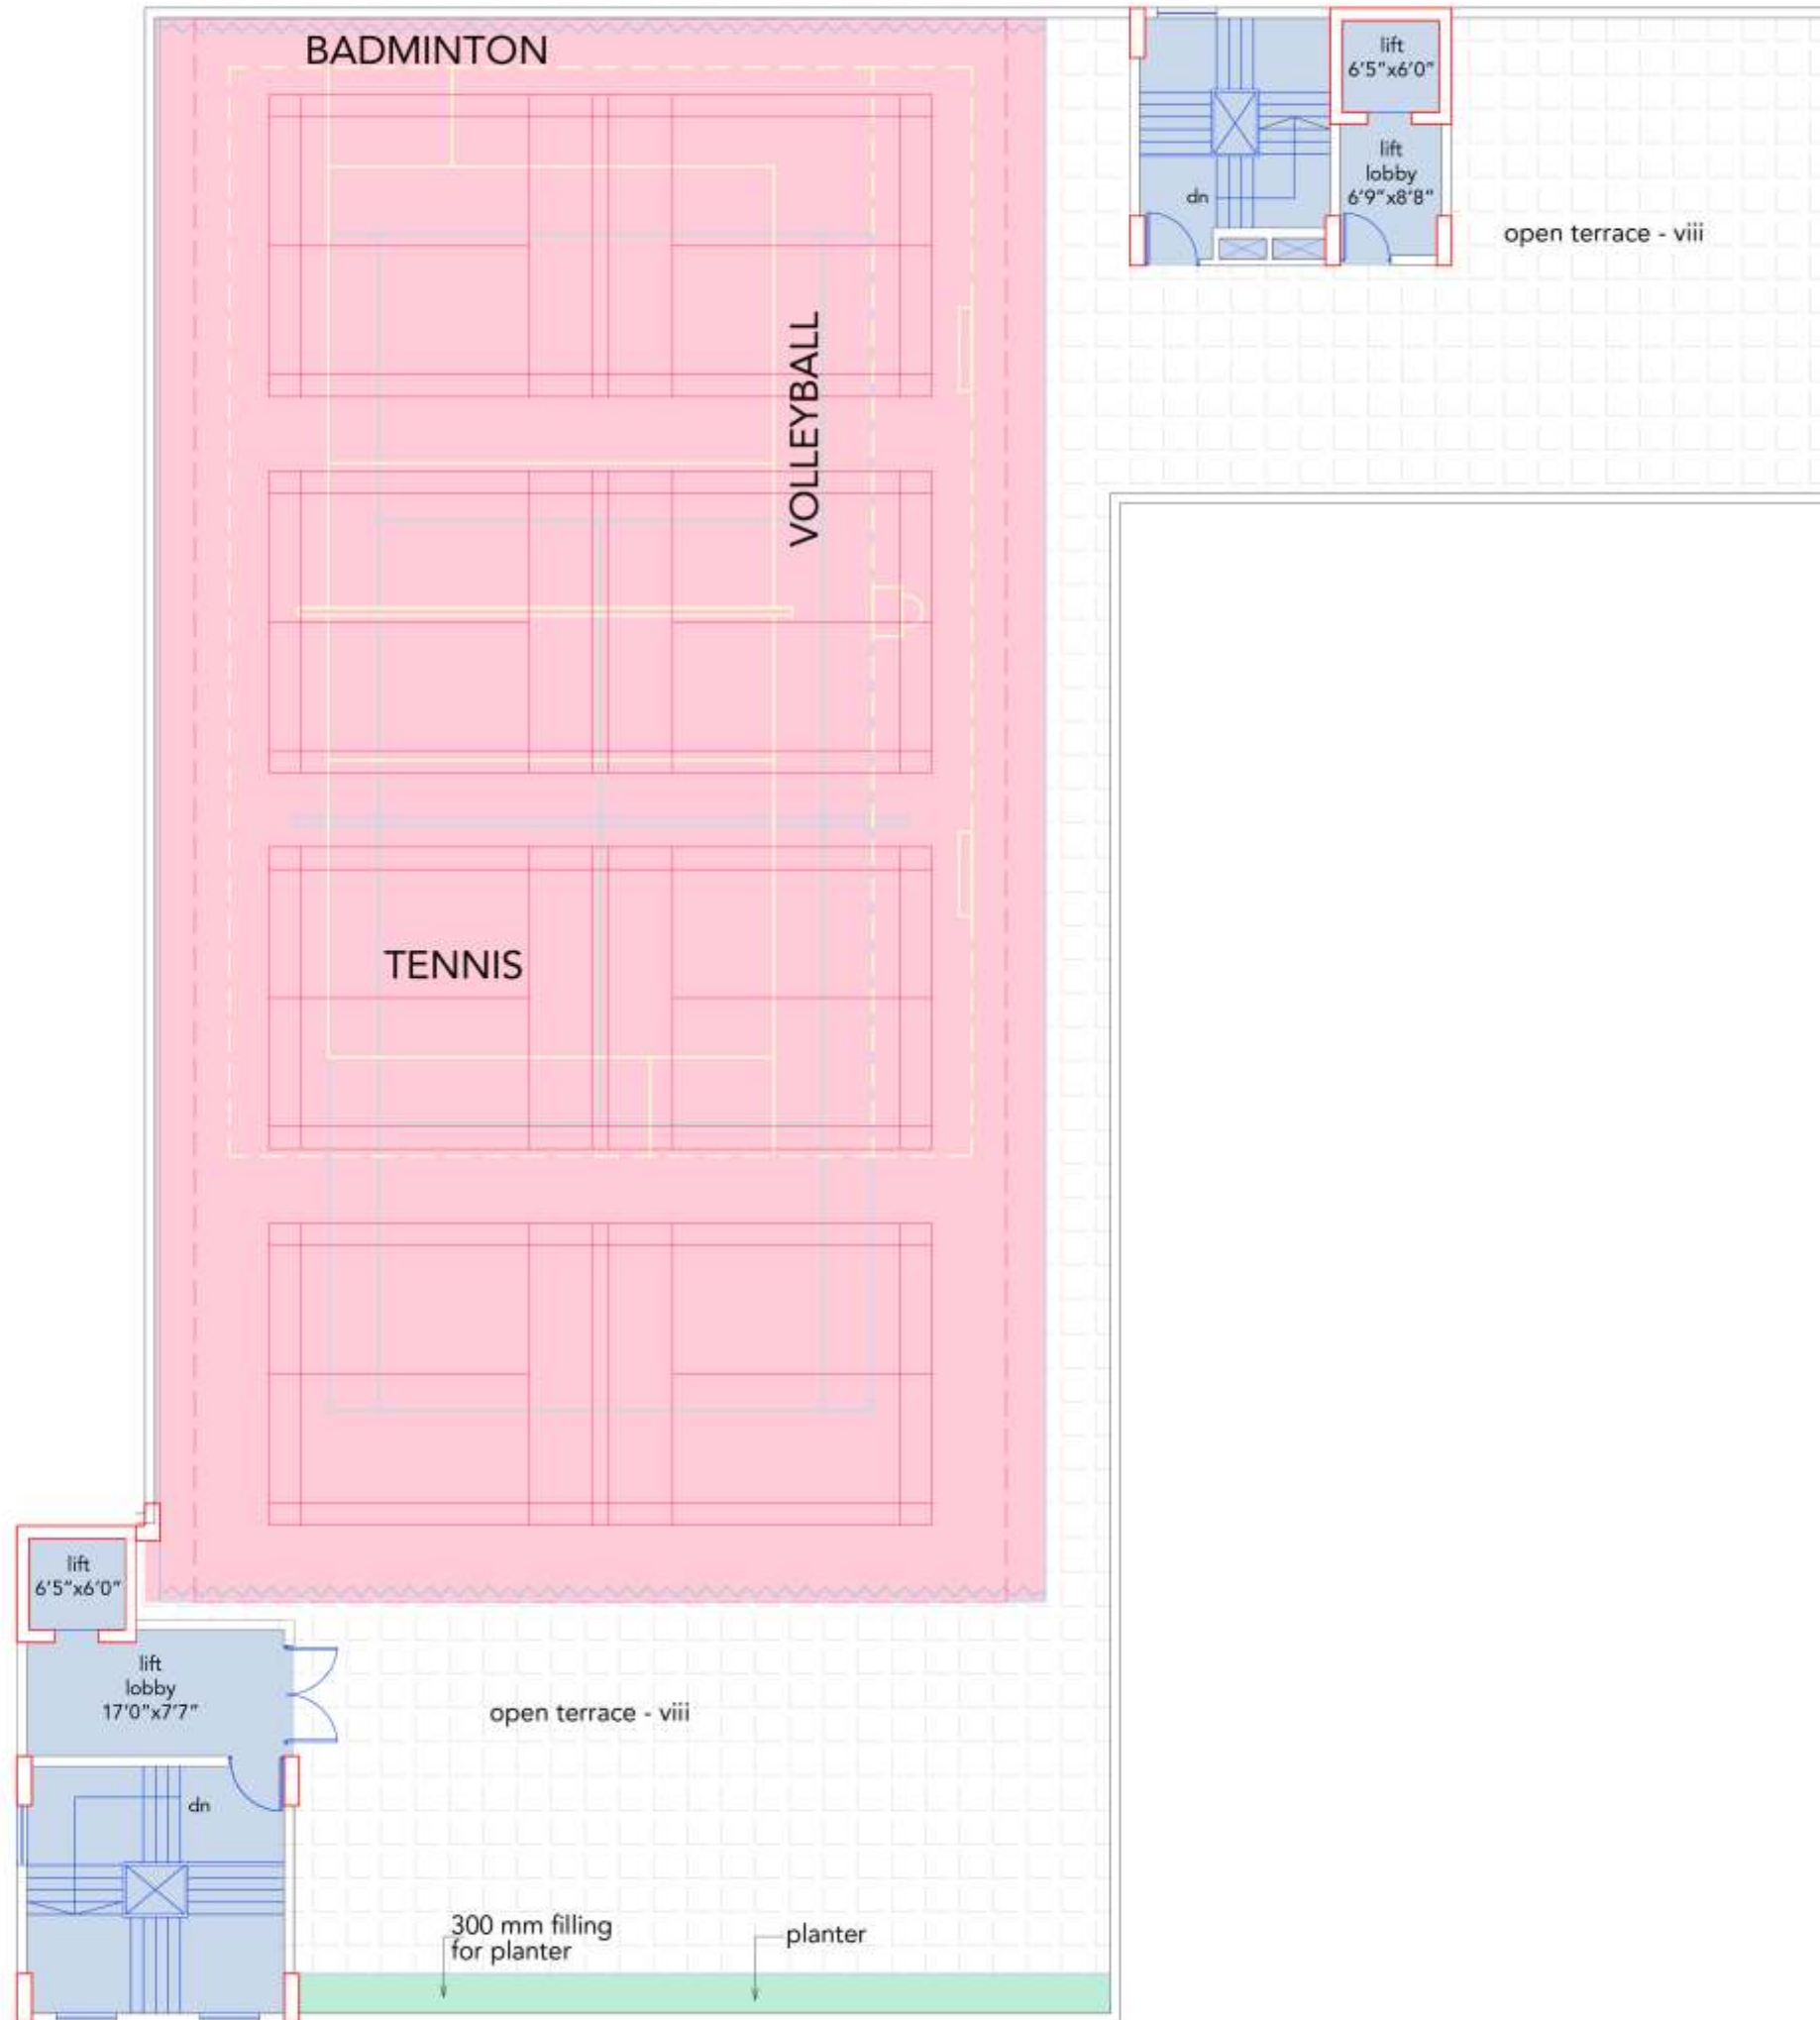 BADMINTON
lift
6'5"x6'0"
lift
lobby
6'9"x8'8"
dn
open terrace - viii
VOLLEYBALL
TENNIS
lift
6'5"x6'0"
lift
lobby
17'0"x7'7"
open terrace - viii
dn
300 mm filling
for planter
planter